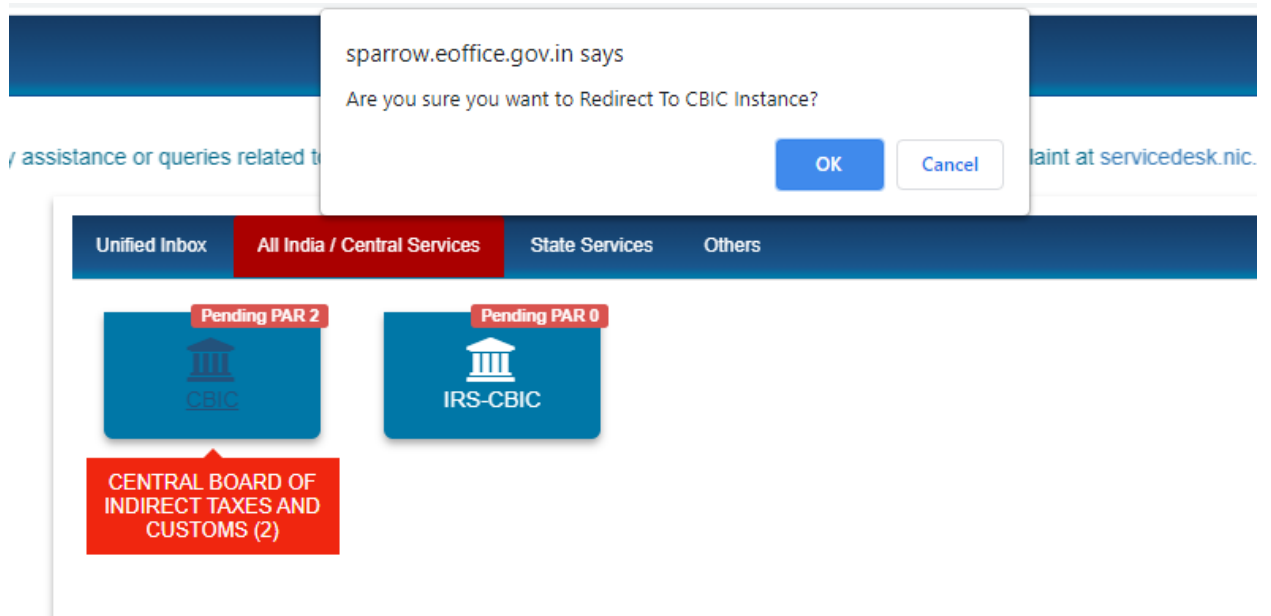 sparrow.eoffice.gov.in says
Are you sure you want to Redirect To CBIC Instance?
OK Cancel
assistance or queries related to laint at servicedesk.nic.
Unified Inbox All India / Central Services State Services Others
Pending PAR 2 Pending PAR 0
CBIC IRS-CBIC
CENTRAL BOARD OF
INDIRECT TAXES AND
CUSTOMS (2)